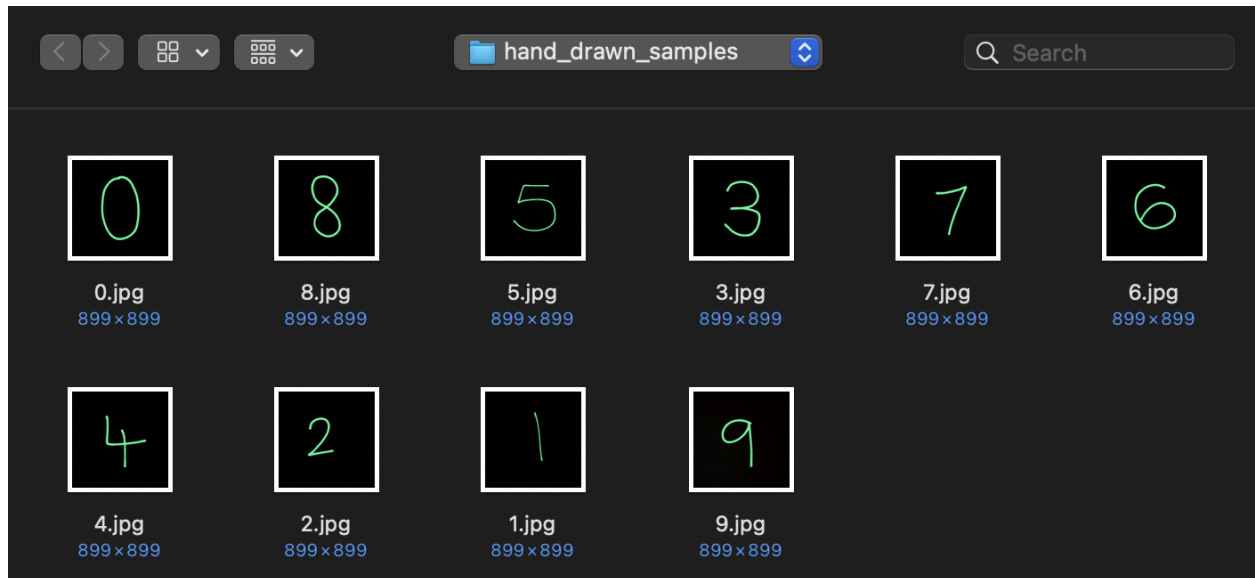 hand_drawn_samples Search
0 8 5 3 7 6
0.jpg 8.jpg 5.jpg 3.jpg 7.jpg 6.jpg
899×899 899×899 899×899 899×899 899×899 899×899
4 2 1 9
4.jpg 2.jpg 1.jpg 9.jpg
899×899 899×899 899×899 899×899